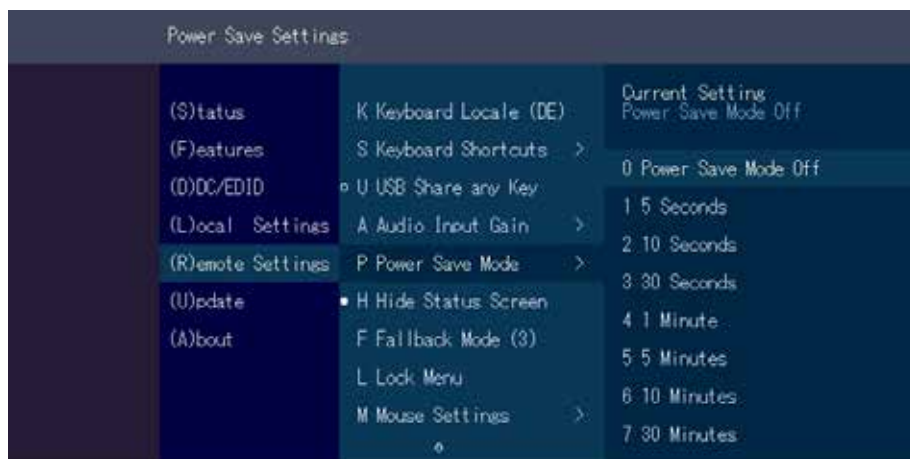 Power Save Settings
(S)tatus
(F)eatures
(D)DC/EDID
(L)ocal Settings
(R)emote Settings
(U)pdate
(A)bout
K Keyboard Locale (DE)
S Keyboard Shortcuts >
U USB Share any Key
A Audio Input Gain >
P Power Save Mode >
H Hide Status Screen
F Fallback Mode (3)
L Lock Menu
M Mouse Settings >
Current Setting
Power Save Mode Off
0 Power Save Mode Off
1 5 Seconds
2 10 Seconds
3 30 Seconds
4 1 Minute
5 5 Minutes
6 10 Minutes
7 30 Minutes